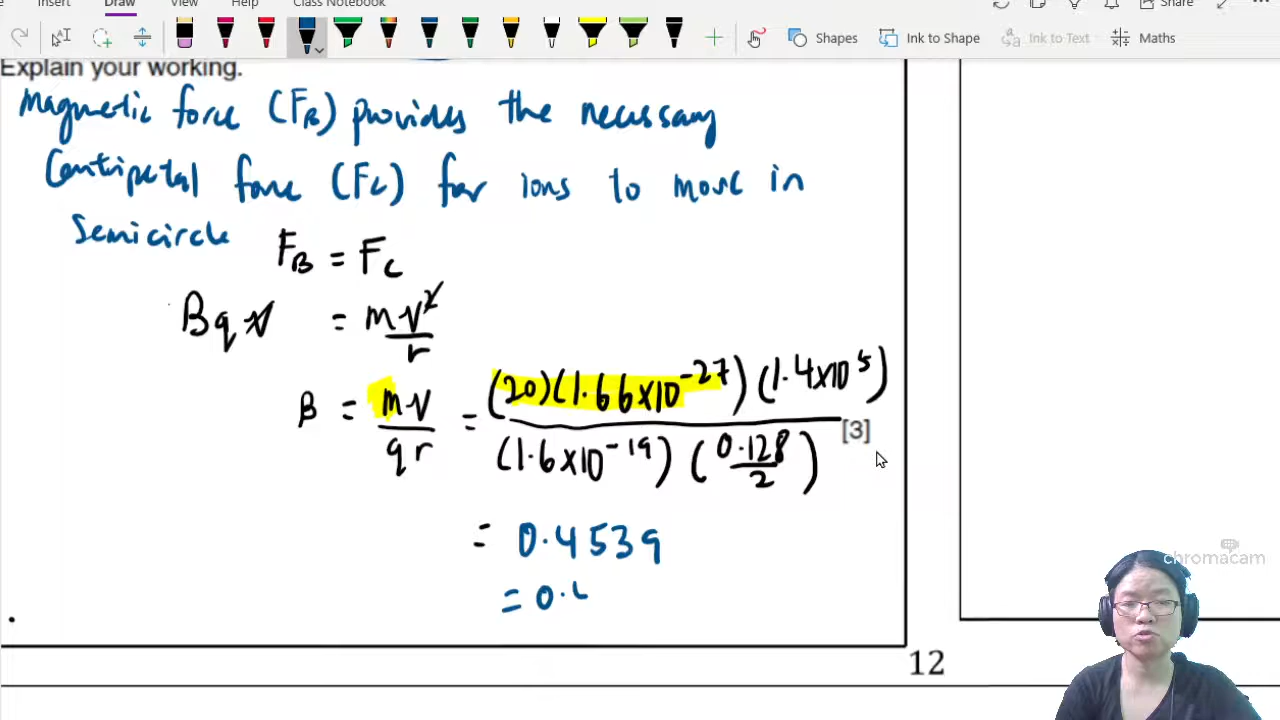 Insert Draw View Help Class Notebook Share
Shapes Ink to Shape Ink to Text Maths
Explain your working.
Magnetic force (FB) provides the necessary
Centripetal force (FC) for ions to move in
Semicircle FB = FC
Bqv = mv²/r
B = mv/qr = (20)(1.66×10⁻²⁷)(1.4×10⁵)/(1.6×10⁻¹⁹)(0.128/2)
[3]
= 0.4539
= 0.4
chromacam
12